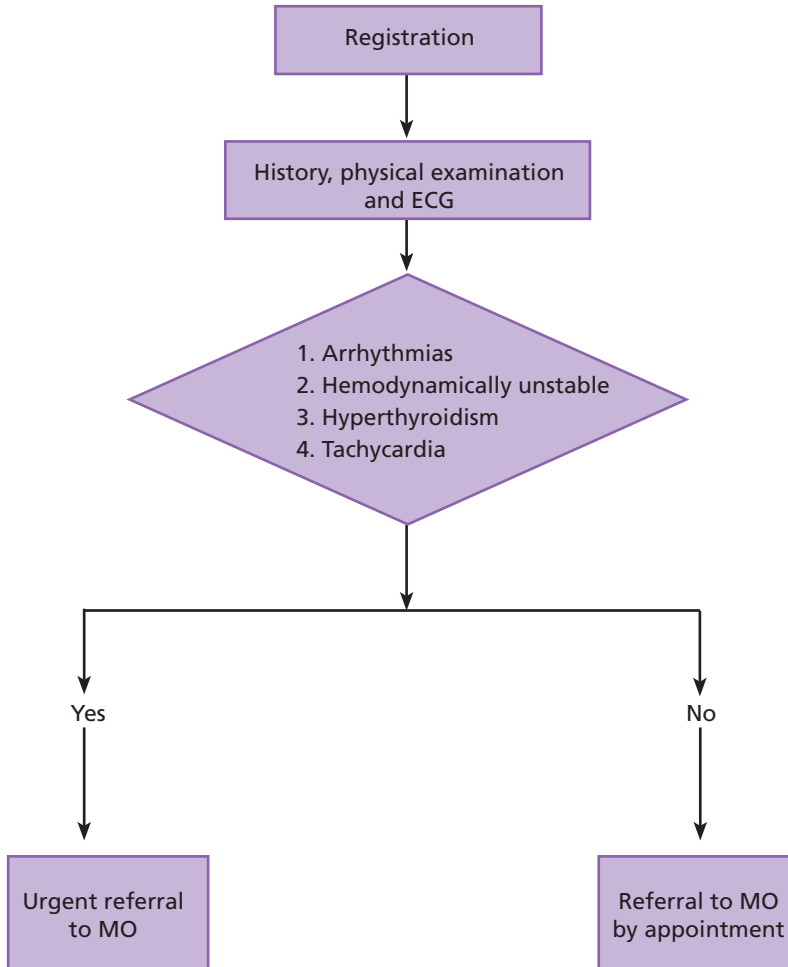 Registration
History, physical examination
and ECG
1. Arrhythmias
2. Hemodynamically unstable
3. Hyperthyroidism
4. Tachycardia
Yes
No
Urgent referral
to MO
Referral to MO
by appointment